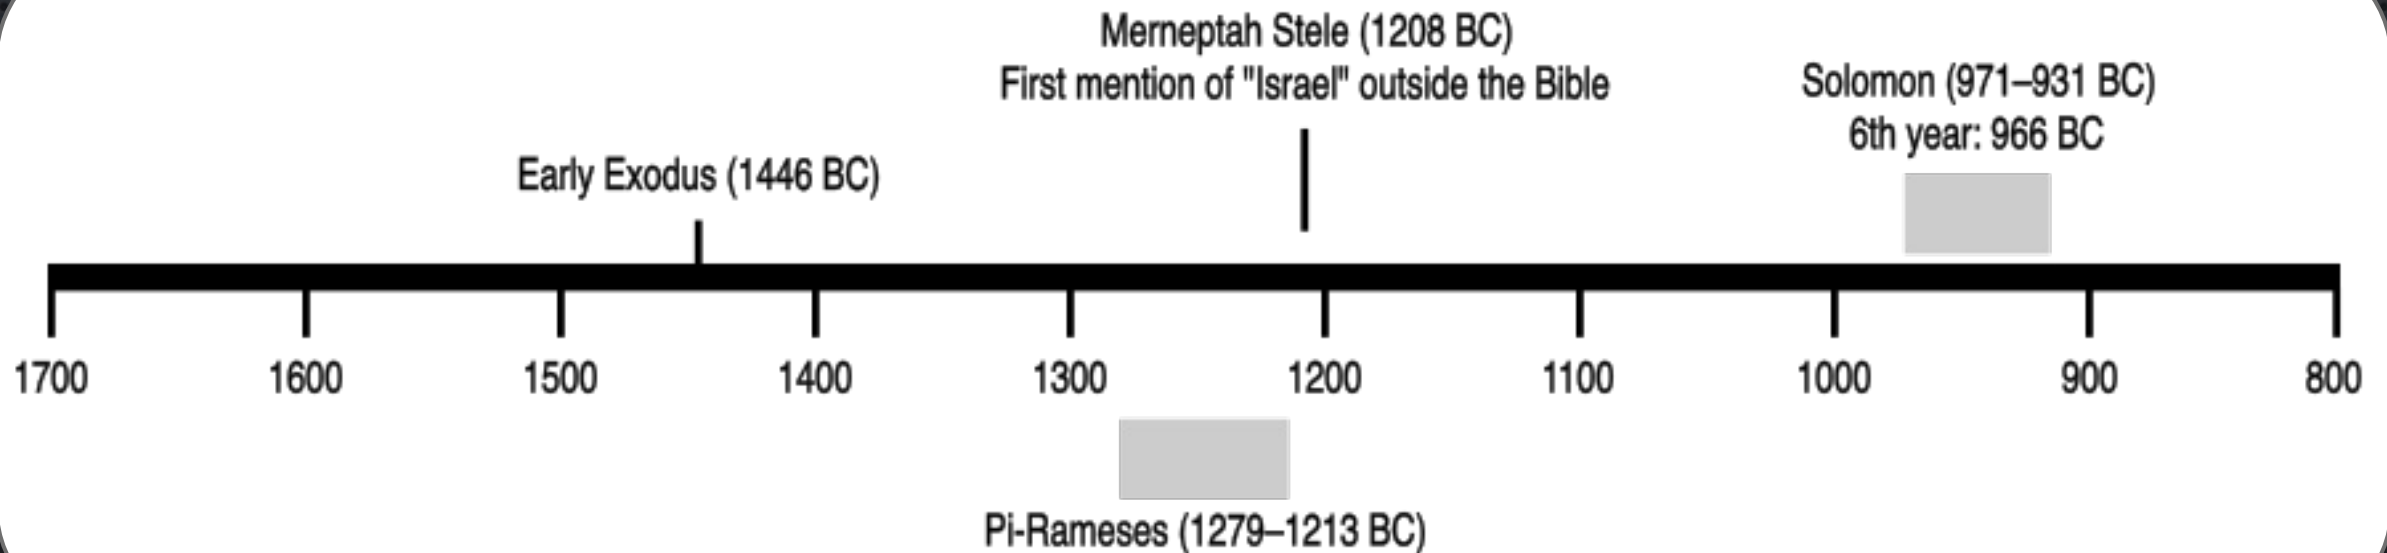 Merneptah Stele (1208 BC)
First mention of "Israel" outside the Bible
Solomon (971–931 BC)
6th year: 966 BC
Early Exodus (1446 BC)
1700 1600 1500 1400 1300 1200 1100 1000 900 800
Pi-Rameses (1279–1213 BC)